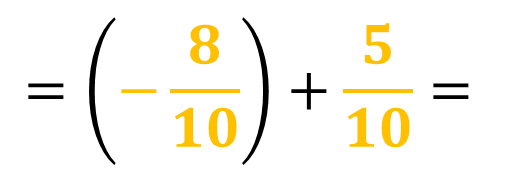 = (− 8/10) + 5/10 =